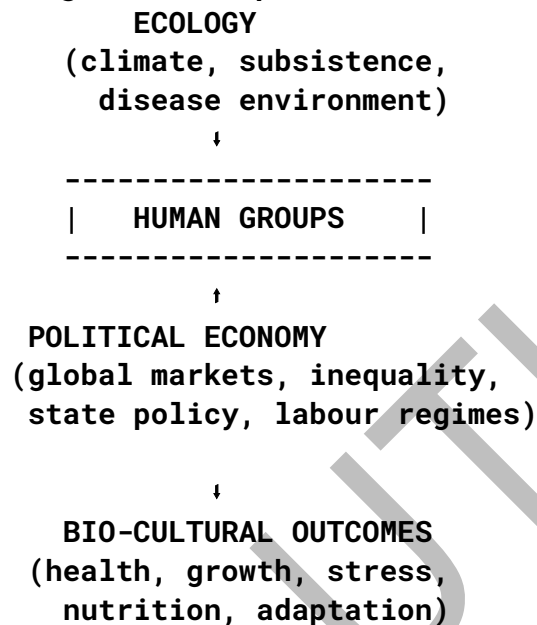 ECOLOGY
(climate, subsistence,
disease environment)
↓
---------------------
| HUMAN GROUPS |
---------------------
↑
POLITICAL ECONOMY
(global markets, inequality,
state policy, labour regimes)
↓
BIO-CULTURAL OUTCOMES
(health, growth, stress,
nutrition, adaptation)